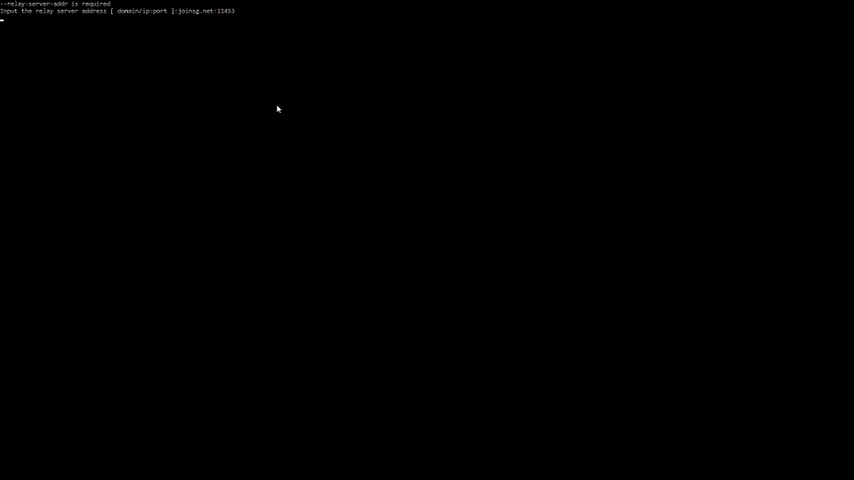 --relay-server-addr is required
Input the relay server address [ domain/ip:port ]:joinsg.net:11453